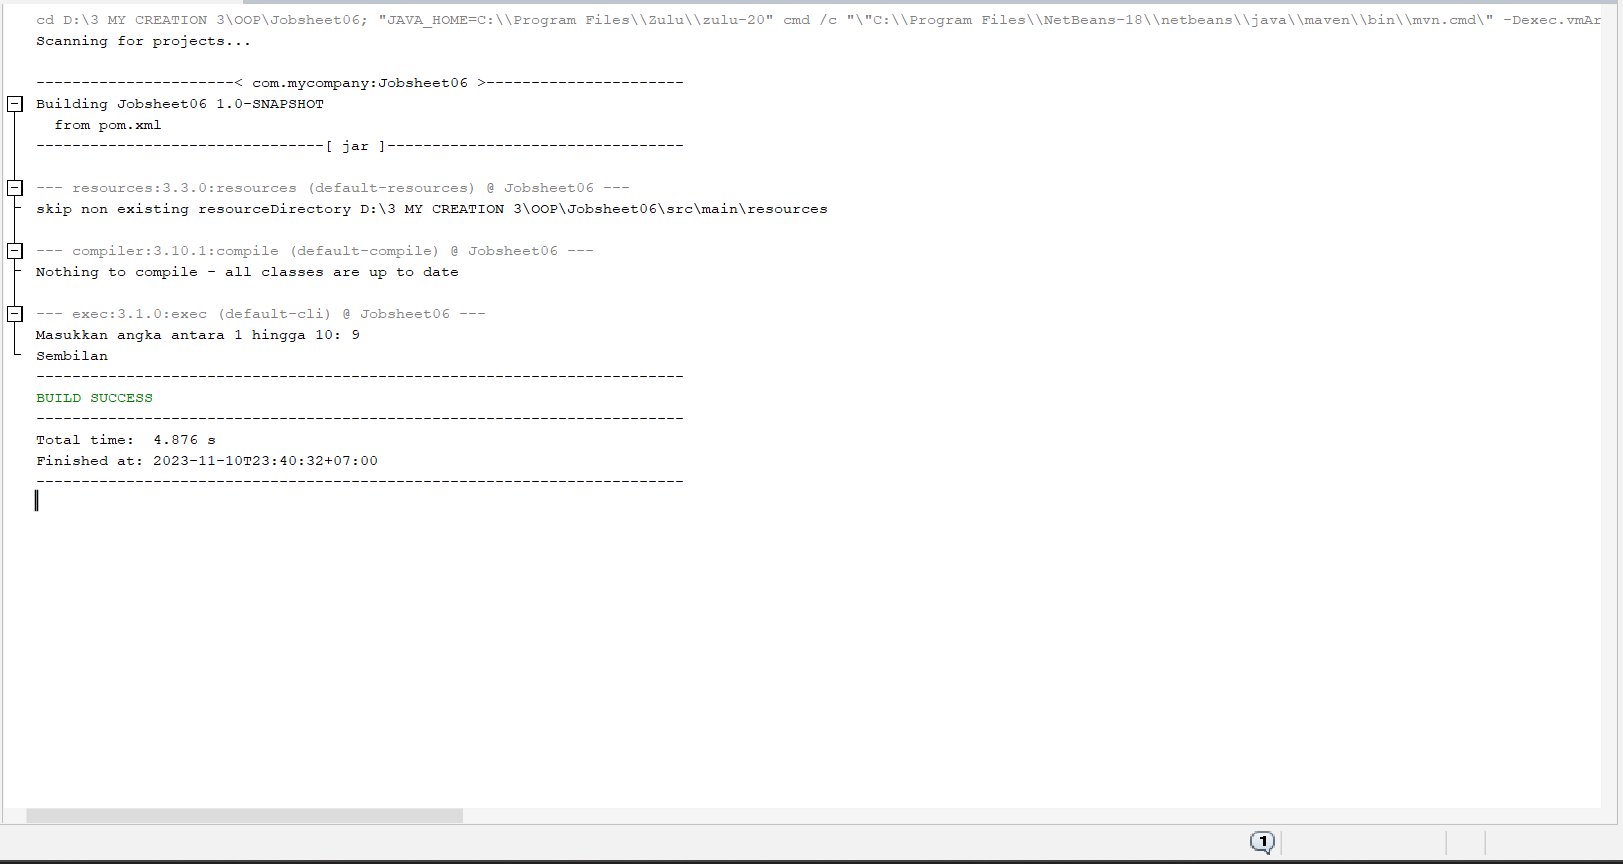 cd D:\3 MY CREATION 3\OOP\Jobsheet06; "JAVA_HOME=C:\\Program Files\\Zulu\\zulu-20" cmd /c "\"C:\\Program Files\\NetBeans-18\\netbeans\\java\\maven\\bin\\mvn.cmd\" -Dexec.vmAr
Scanning for projects...
----------------------< com.mycompany:Jobsheet06 >----------------------
Building Jobsheet06 1.0-SNAPSHOT
  from pom.xml
--------------------------------[ jar ]---------------------------------
--- resources:3.3.0:resources (default-resources) @ Jobsheet06 ---
skip non existing resourceDirectory D:\3 MY CREATION 3\OOP\Jobsheet06\src\main\resources
--- compiler:3.10.1:compile (default-compile) @ Jobsheet06 ---
Nothing to compile - all classes are up to date
--- exec:3.1.0:exec (default-cli) @ Jobsheet06 ---
Masukkan angka antara 1 hingga 10: 9
Sembilan
------------------------------------------------------------------------
BUILD SUCCESS
------------------------------------------------------------------------
Total time:  4.876 s
Finished at: 2023-11-10T23:40:32+07:00
------------------------------------------------------------------------
1